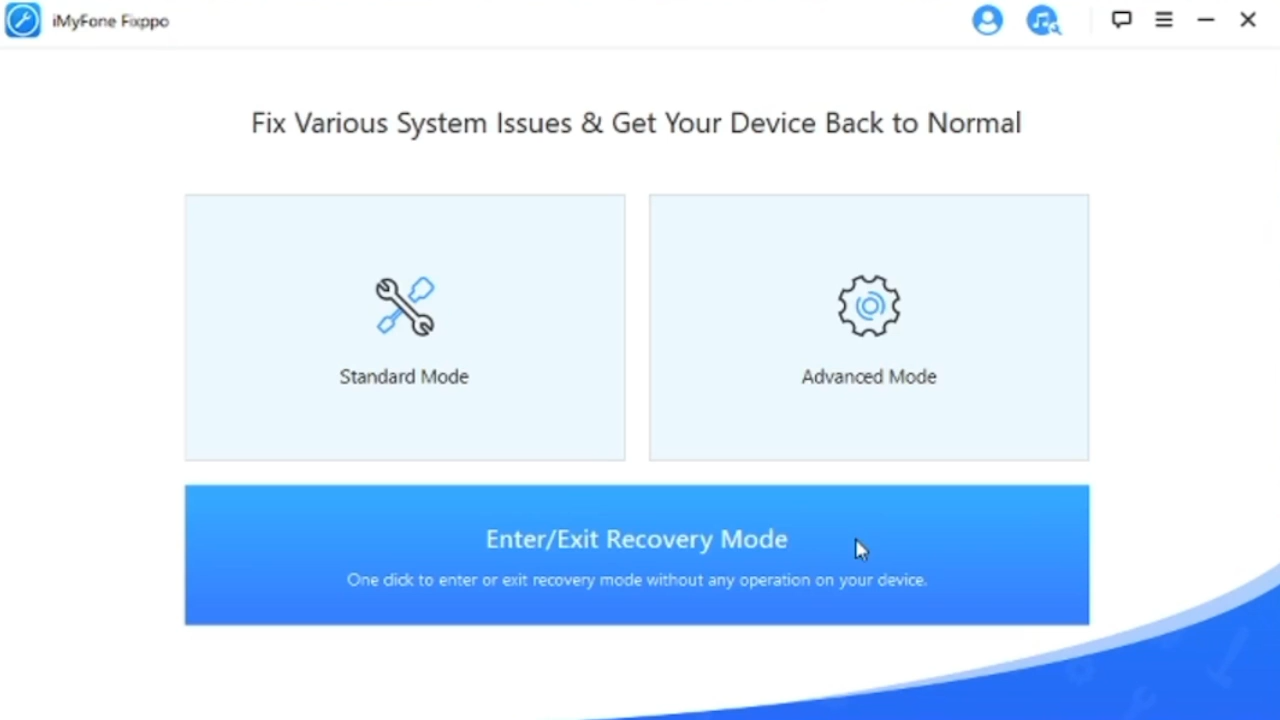 iMyFone Fixppo
Fix Various System Issues & Get Your Device Back to Normal
Standard Mode
Advanced Mode
Enter/Exit Recovery Mode
One click to enter or exit recovery mode without any operation on your device.